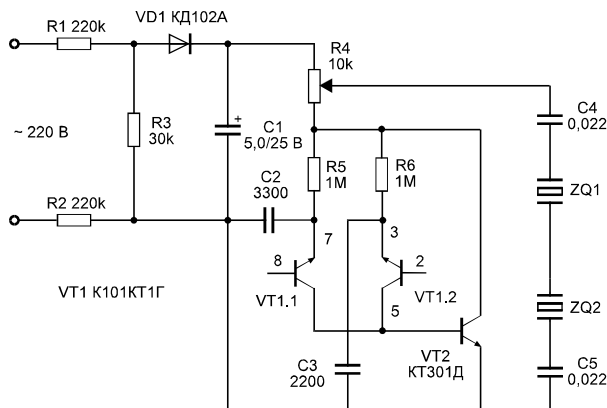 R1 220k
VD1 КД102А
R4
10k
R3
30k
~ 220 В
+
C1
5,0/25 В
C4
0,022
R5
1M
R6
1M
C2
3300
ZQ1
R2 220k
7
3
8
2
VT1 К101КТ1Г
VT1.1
VT1.2
5
ZQ2
C3
2200
VT2
КТ301Д
C5
0,022